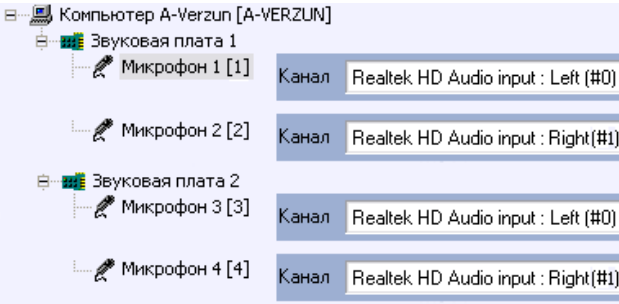 Компьютер A-Verzun [A-VERZUN]
Звуковая плата 1
Микрофон 1 [1] Канал Realtek HD Audio input : Left (#0)
Микрофон 2 [2] Канал Realtek HD Audio input : Right(#1)
Звуковая плата 2
Микрофон 3 [3] Канал Realtek HD Audio input : Left (#0)
Микрофон 4 [4] Канал Realtek HD Audio input : Right(#1)